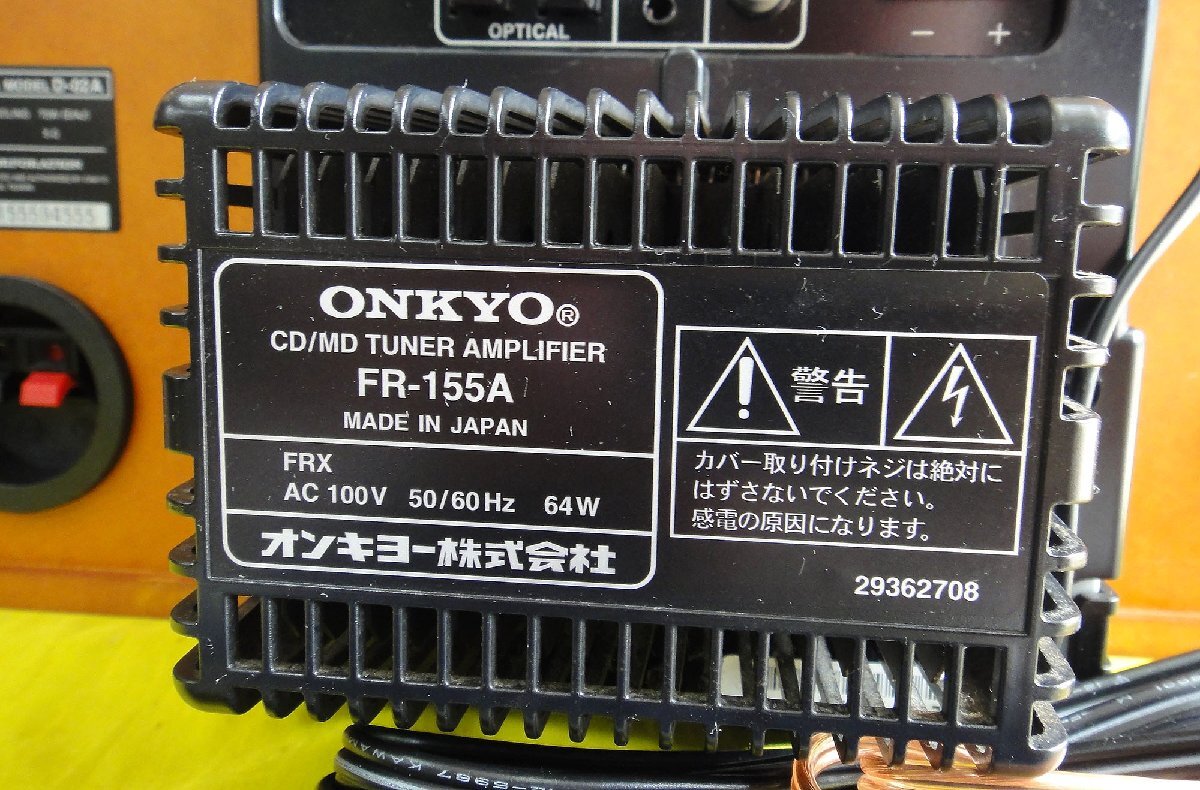 OPTICAL
− +
MODEL D-02A
ONKYO®
CD/MD TUNER AMPLIFIER
FR-155A
MADE IN JAPAN
FRX
AC 100V 50/60Hz 64W
オンキヨー株式会社
警告
カバー取り付けネジは絶対に
はずさないでください。
感電の原因になります。
29362708